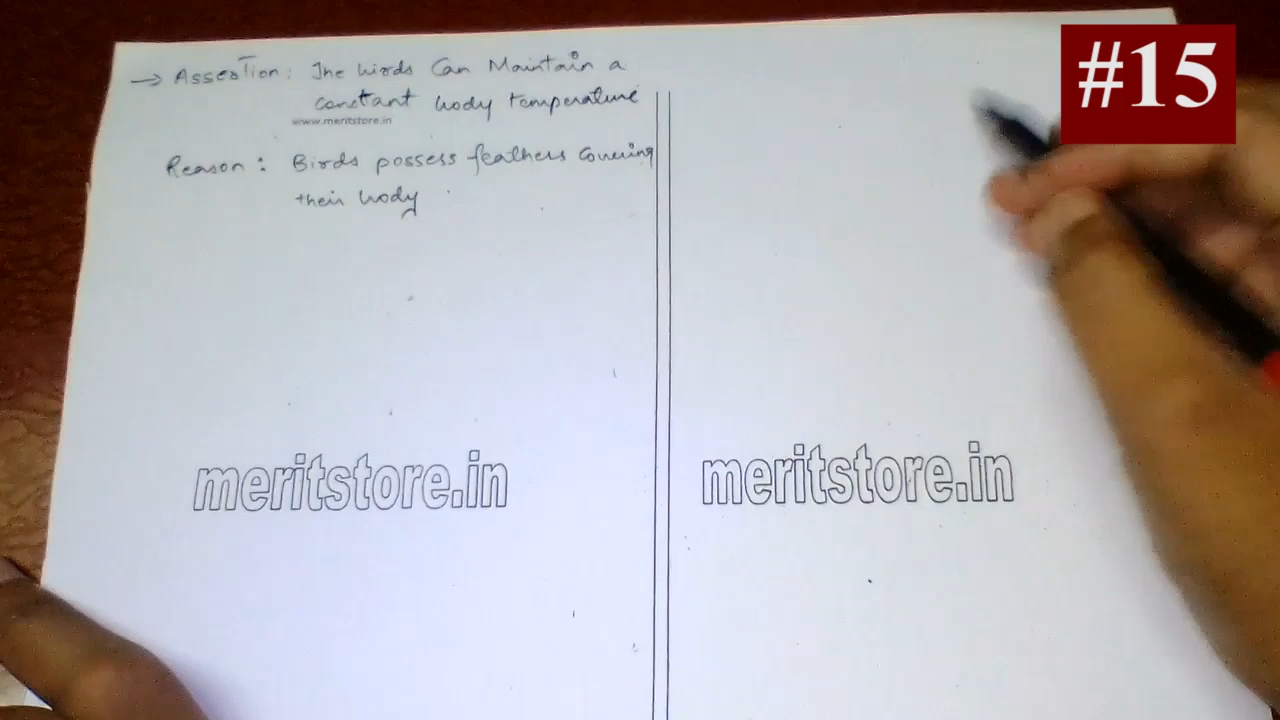 #15
→ Assertion: The birds Can Maintain a
constant body temperature
www.meritstore.in
Reason: Birds possess feathers Covering
their body
meritstore.in
meritstore.in